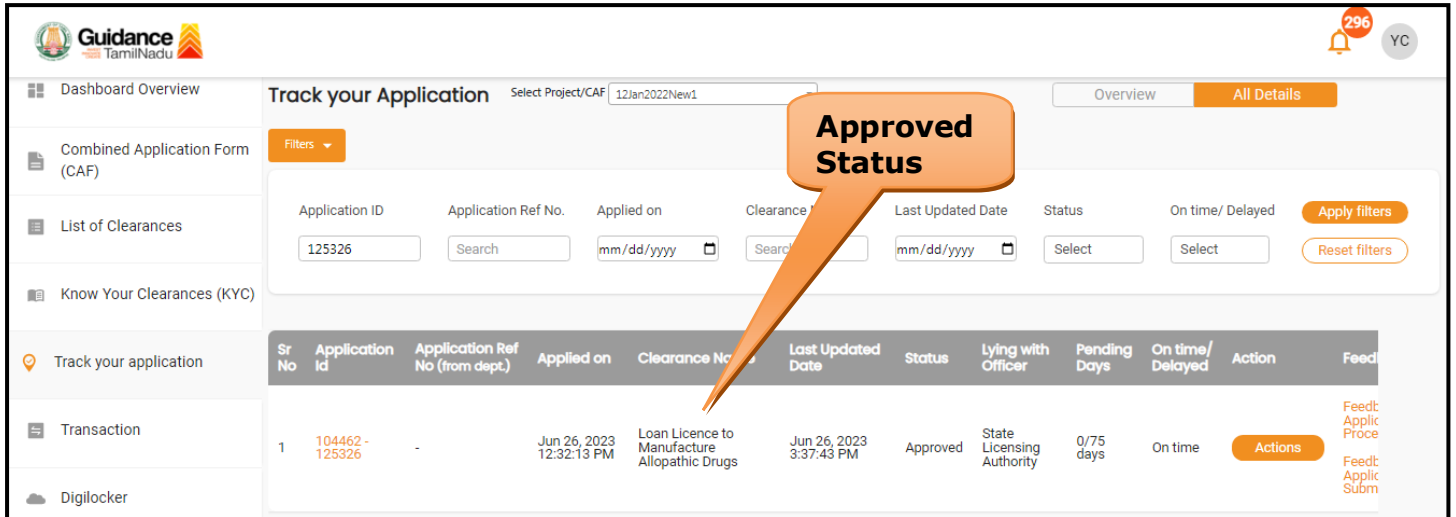 Guidance
TamilNadu
296
YC
Dashboard Overview
Track your Application
Select Project/CAF
12Jan2022New1
Overview
All Details
Approved
Status
Combined Application Form
(CAF)
Filters
List of Clearances
Application ID
Application Ref No.
Applied on
Clearance
Last Updated Date
Status
On time/ Delayed
Apply filters
125326
Search
mm/dd/yyyy
mm/dd/yyyy
Select
Select
Reset filters
Know Your Clearances (KYC)
Track your application
Sr
No
Application
Id
Application Ref
No (from dept.)
Applied on
Clearance
Last Updated
Date
Status
Lying with
Officer
Pending
Days
On time/
Delayed
Action
Transaction
1
104462 -
125326
-
Jun 26, 2023
12:32:13 PM
Loan Licence to
Manufacture
Allopathic Drugs
Jun 26, 2023
3:37:43 PM
Approved
State
Licensing
Authority
0/75
days
On time
Actions
Digilocker